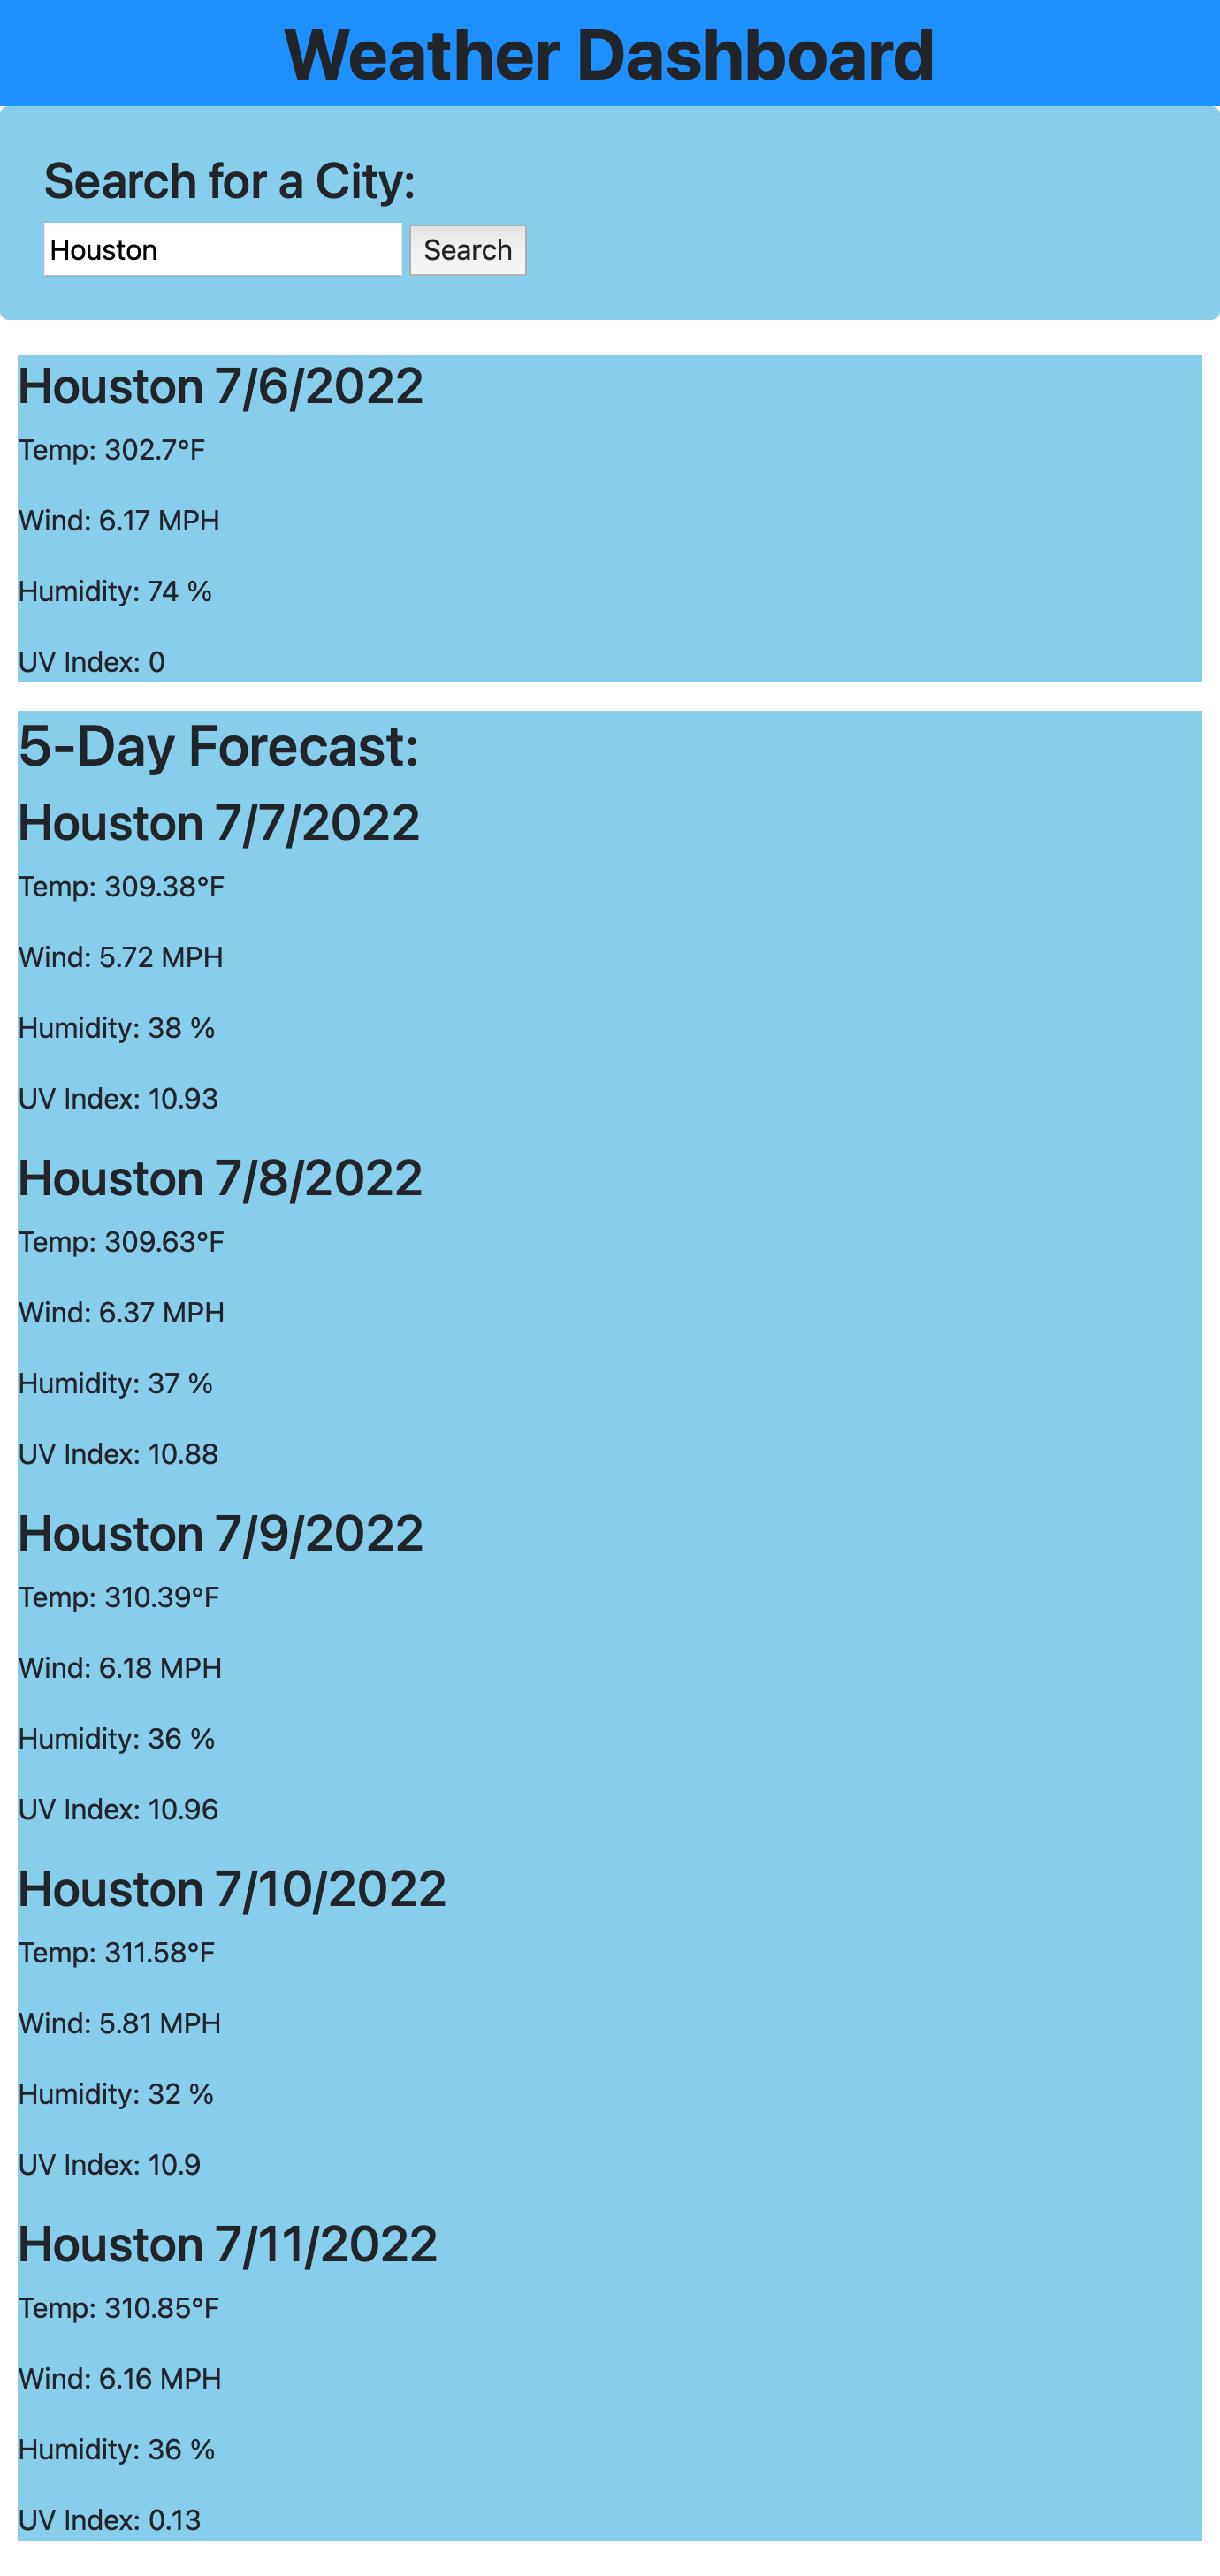 Weather Dashboard
Search for a City:
Houston Search
Houston 7/6/2022
Temp: 302.7°F
Wind: 6.17 MPH
Humidity: 74 %
UV Index: 0
5-Day Forecast:
Houston 7/7/2022
Temp: 309.38°F
Wind: 5.72 MPH
Humidity: 38 %
UV Index: 10.93
Houston 7/8/2022
Temp: 309.63°F
Wind: 6.37 MPH
Humidity: 37 %
UV Index: 10.88
Houston 7/9/2022
Temp: 310.39°F
Wind: 6.18 MPH
Humidity: 36 %
UV Index: 10.96
Houston 7/10/2022
Temp: 311.58°F
Wind: 5.81 MPH
Humidity: 32 %
UV Index: 10.9
Houston 7/11/2022
Temp: 310.85°F
Wind: 6.16 MPH
Humidity: 36 %
UV Index: 0.13